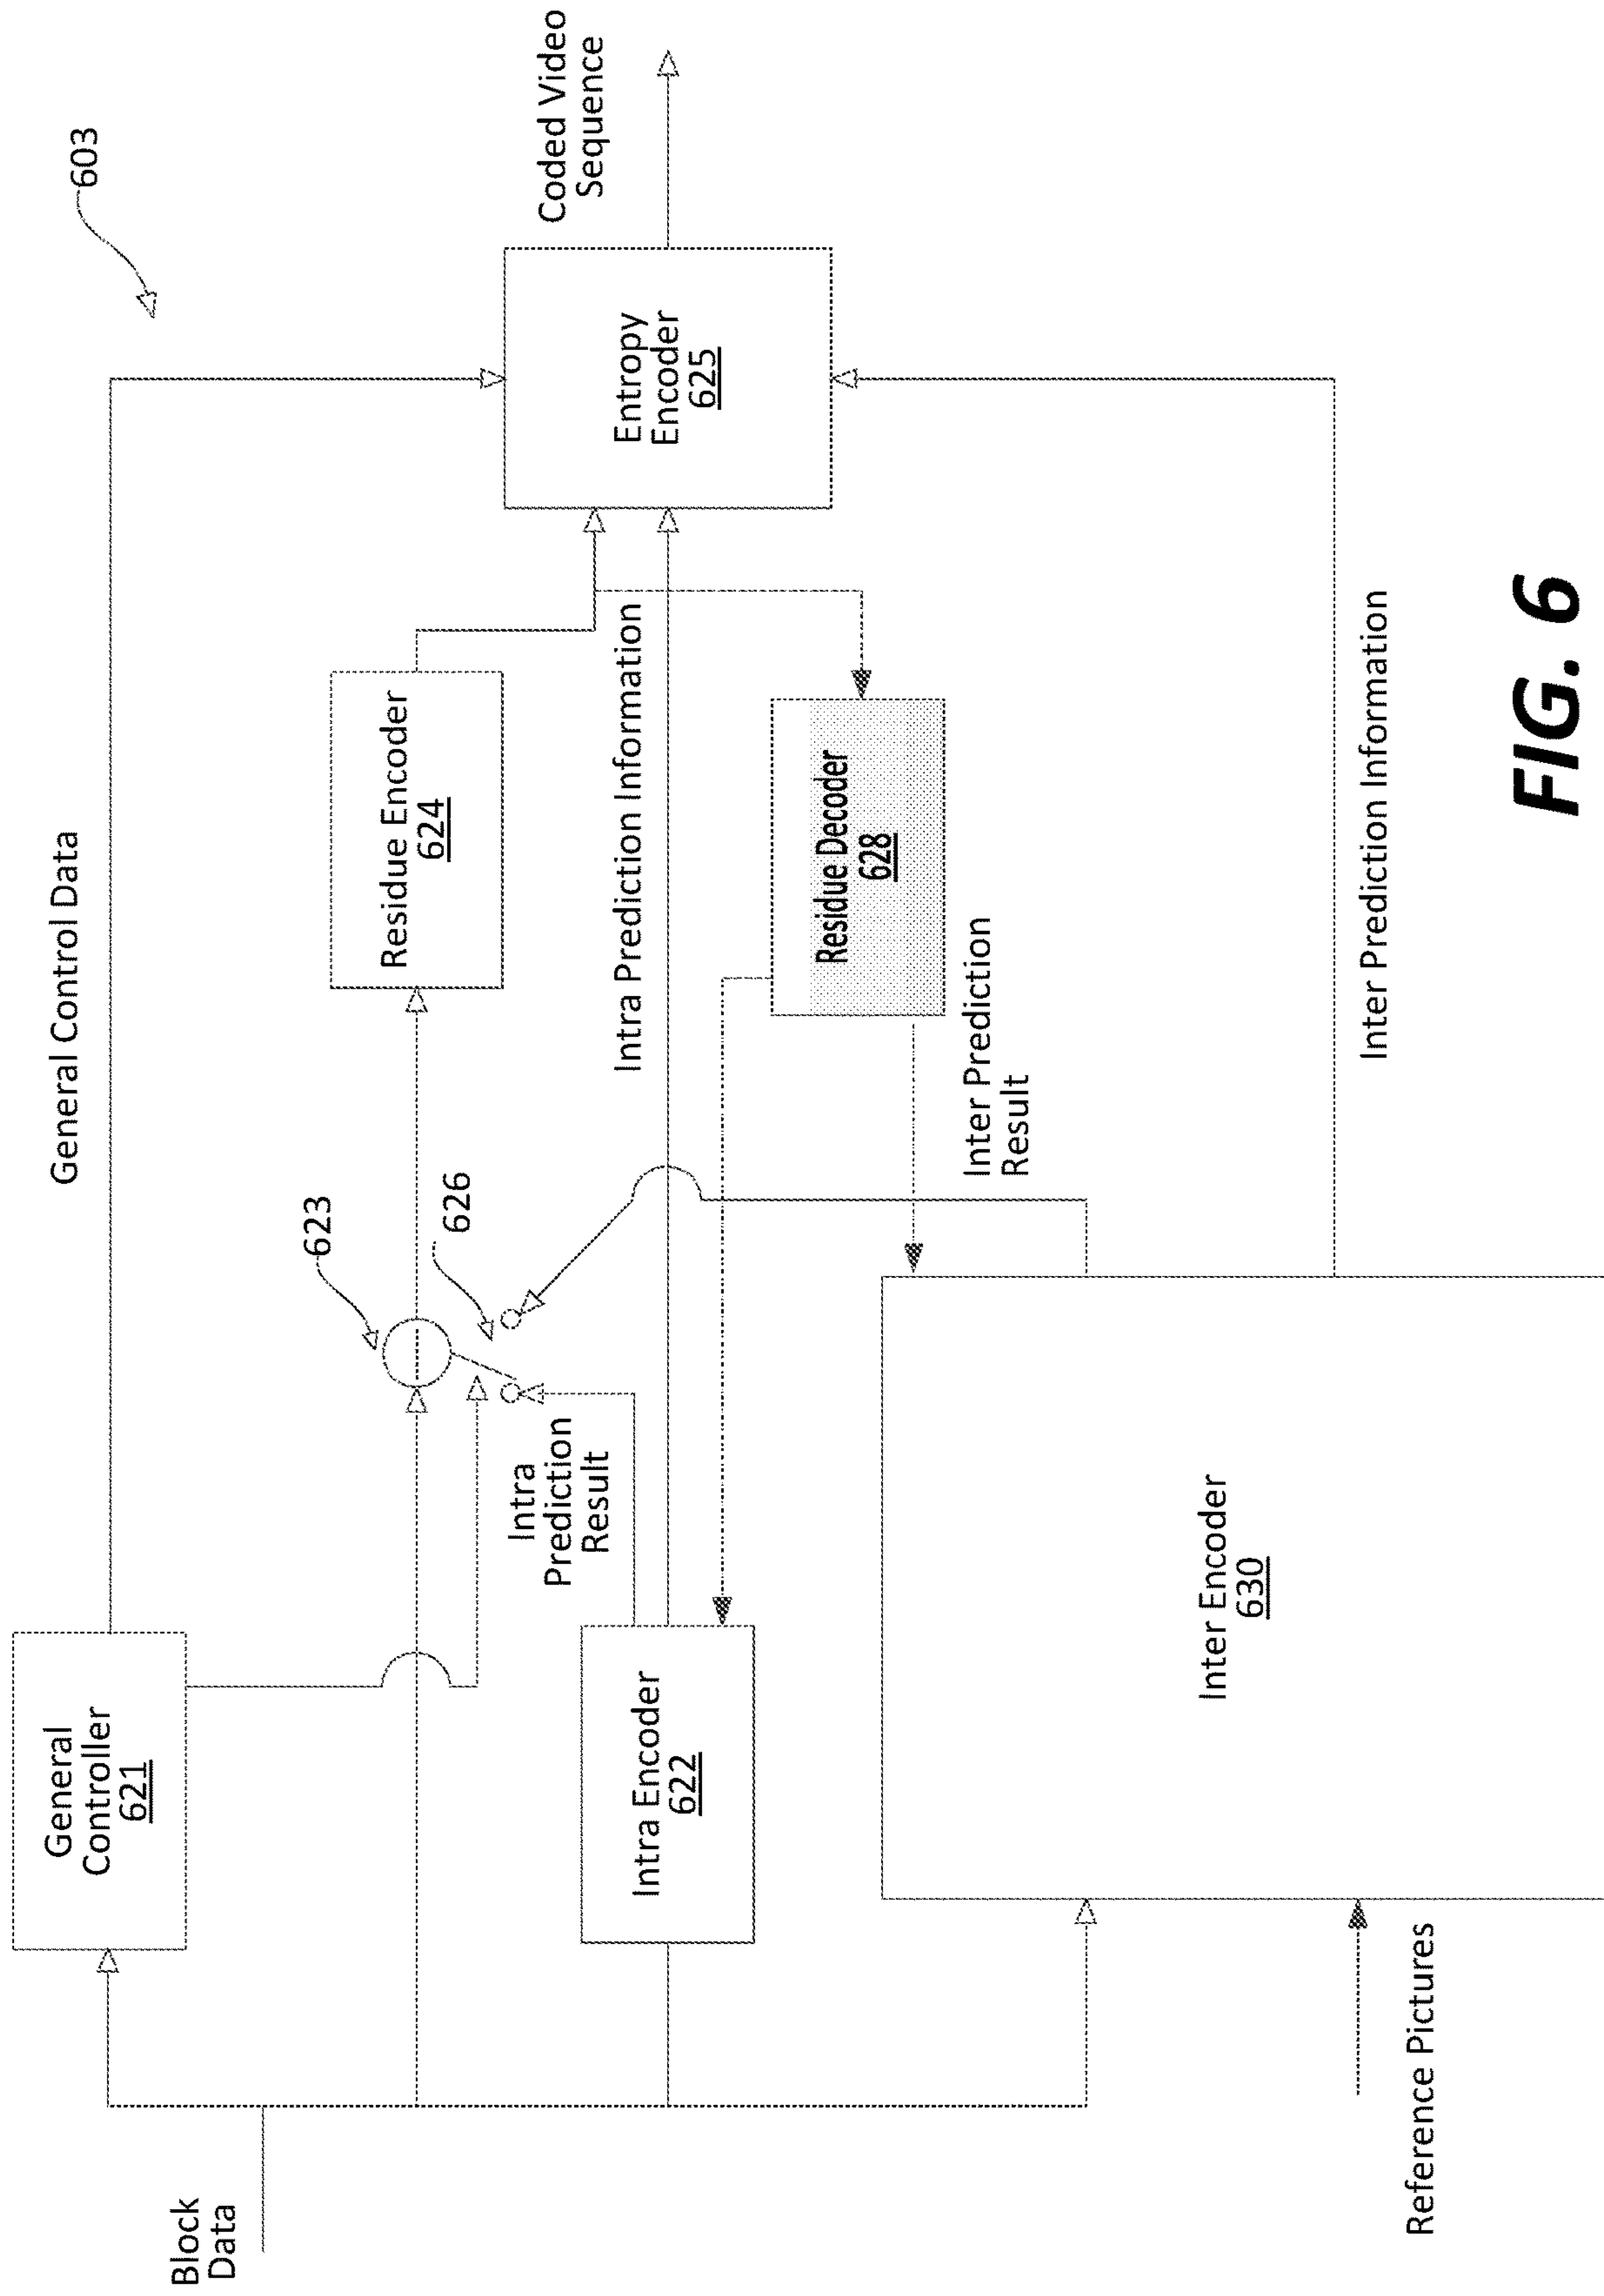 603
General Control Data
Coded Video
Sequence
General
Controller
621
623
626
Residue Encoder
624
Entropy
Encoder
625
Block
Data
Intra
Prediction
Result
Intra Prediction Information
Intra Encoder
622
Residue Decoder
628
Inter Prediction
Result
Inter Encoder
630
Inter Prediction Information
Reference Pictures
FIG. 6